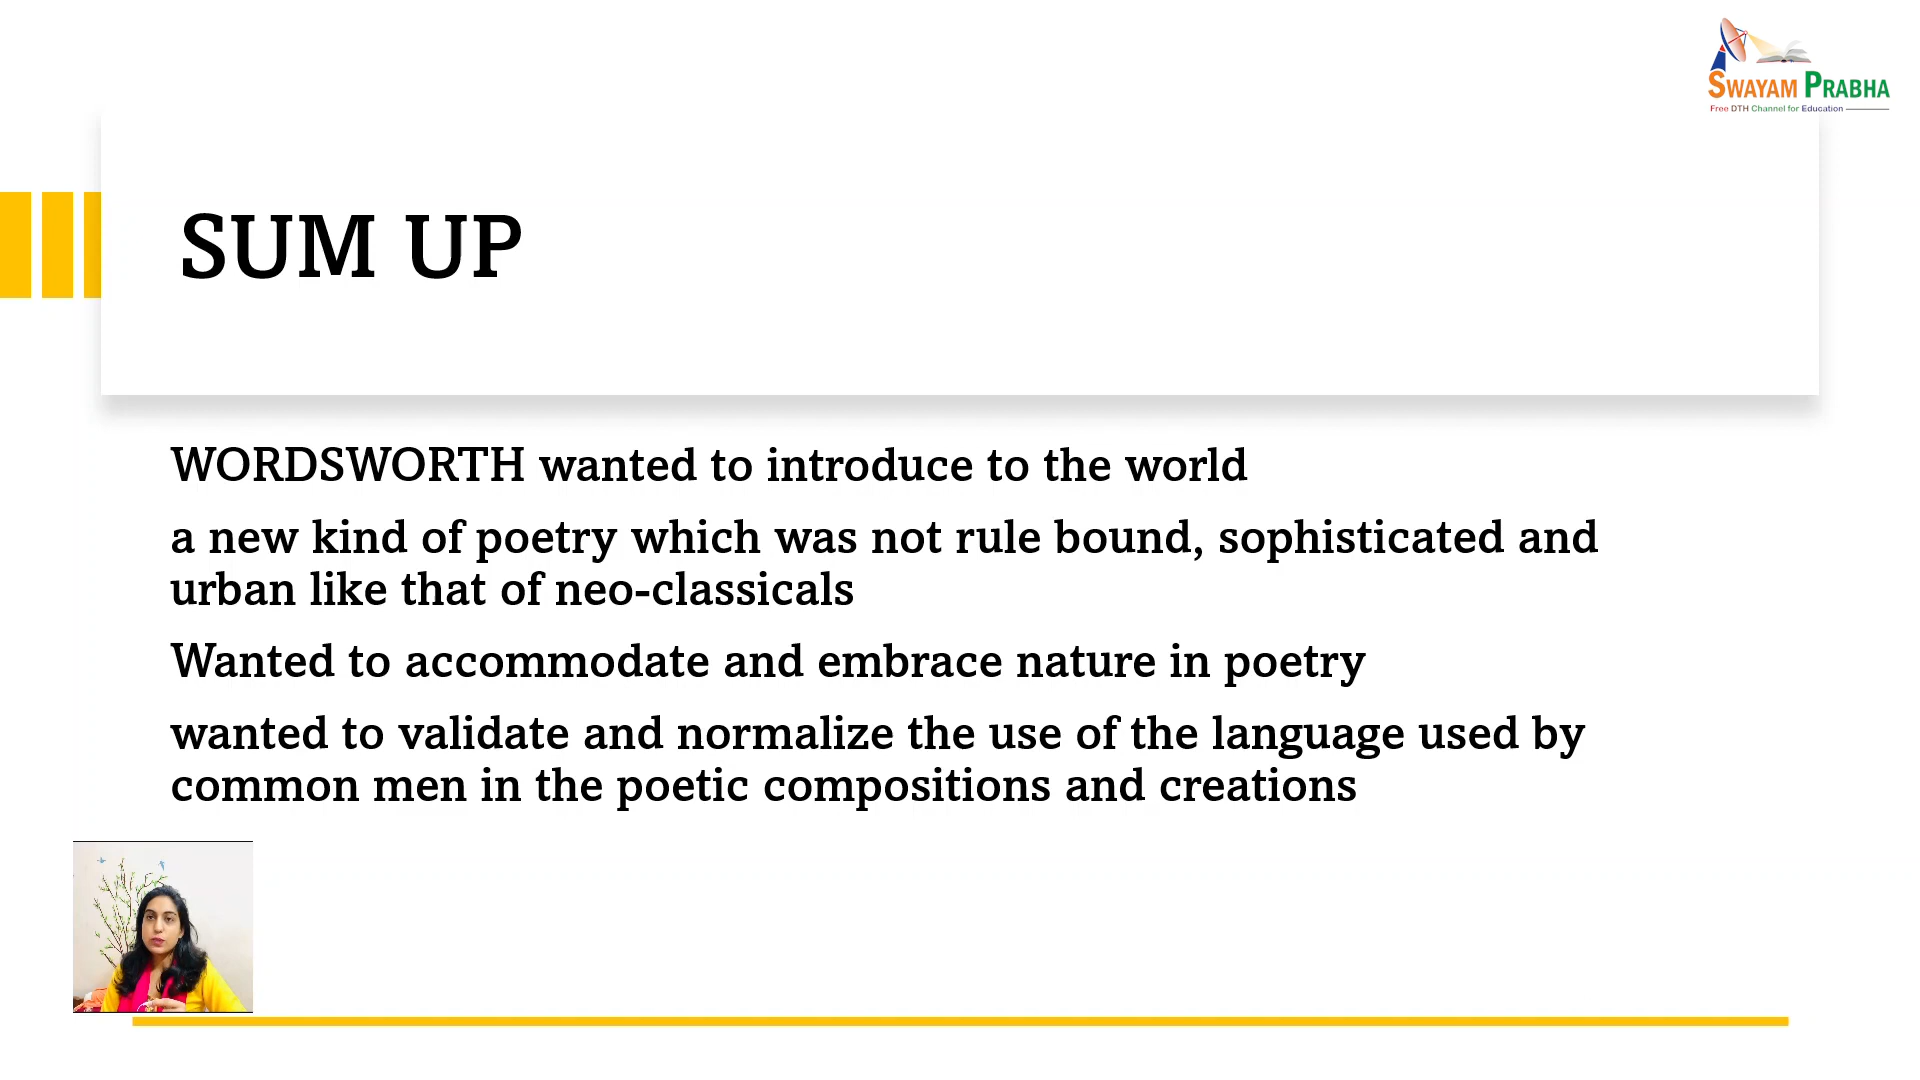 SWAYAM PRABHA
Free DTH Channel for Education
SUM UP
WORDSWORTH wanted to introduce to the world
a new kind of poetry which was not rule bound, sophisticated and
urban like that of neo-classicals
Wanted to accommodate and embrace nature in poetry
wanted to validate and normalize the use of the language used by
common men in the poetic compositions and creations